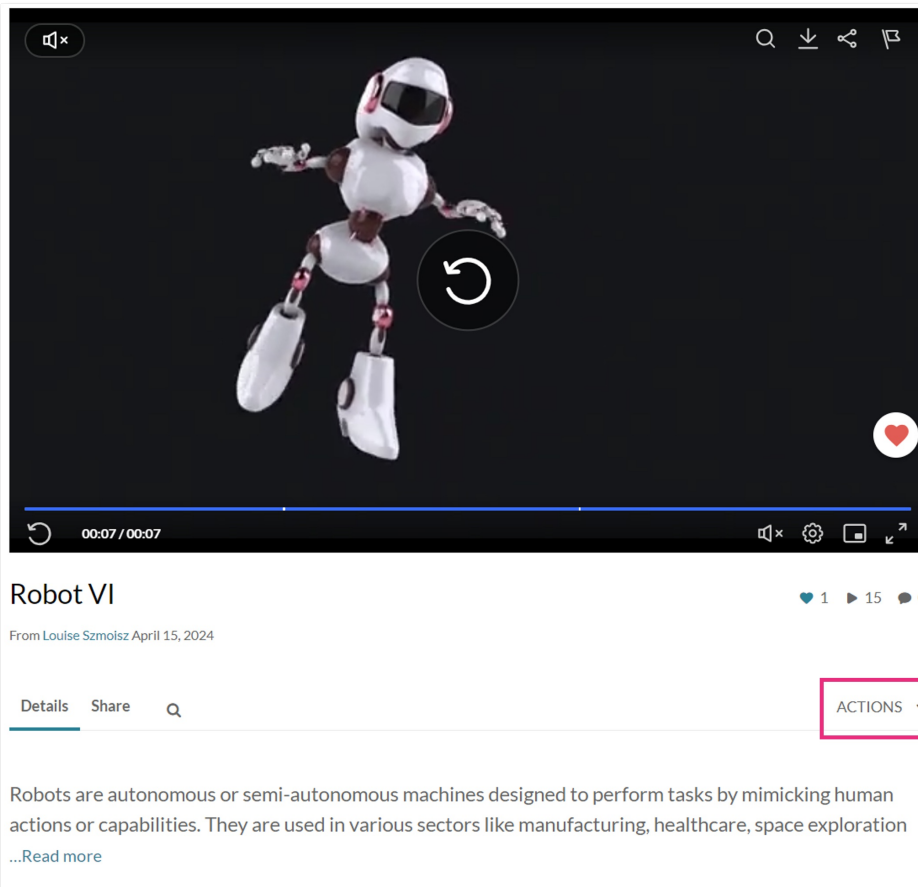 00:07 / 00:07
Robot VI
1 15
From Louise Szmoisz April 15, 2024
Details Share
ACTIONS
Robots are autonomous or semi-autonomous machines designed to perform tasks by mimicking human
actions or capabilities. They are used in various sectors like manufacturing, healthcare, space exploration
...Read more